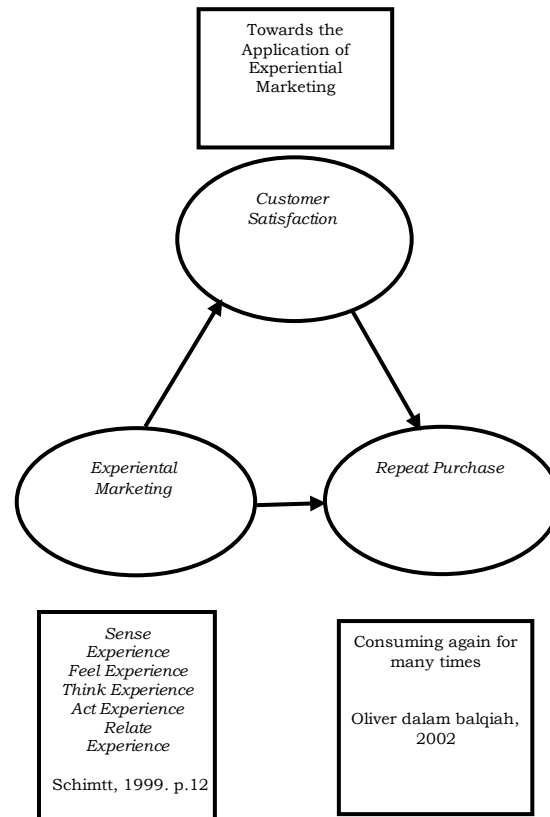 Towards the
Application of
Experiential
Marketing
Customer
Satisfaction
Experiental
Marketing
Repeat Purchase
Sense
Experience
Feel Experience
Think Experience
Act Experience
Relate
Experience
Schimtt, 1999. p.12
Consuming again for
many times
Oliver dalam balqiah,
2002